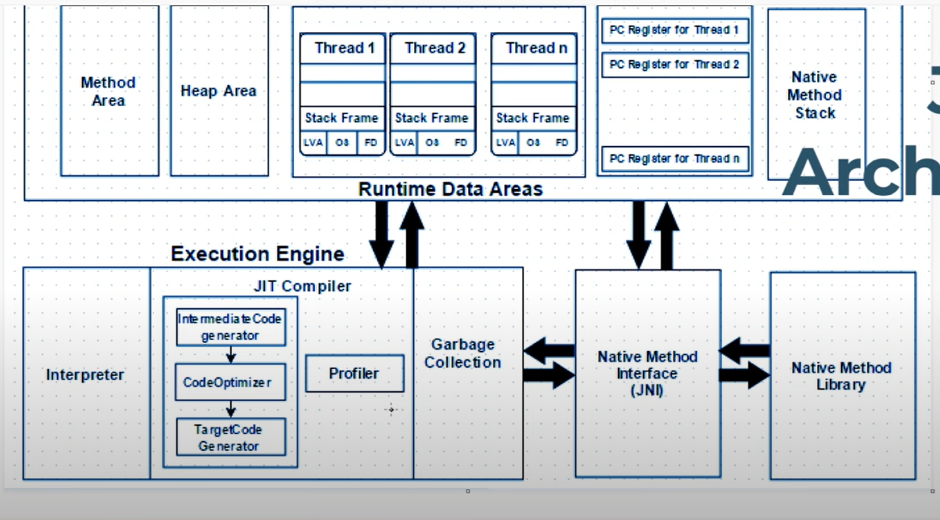 Method
Area
Heap Area
Thread 1
Thread 2
Thread n
Stack Frame
Stack Frame
Stack Frame
LVA
OS
FD
LVA
OS
FD
LVA
OS
FD
PC Register for Thread 1
PC Register for Thread 2
PC Register for Thread n
Native
Method
Stack
Arch
Runtime Data Areas
Execution Engine
JIT Compiler
Interpreter
IntermediateCode
generator
CodeOptimizer
TargetCode
Generator
Profiler
Garbage
Collection
Native Method
Interface
(JNI)
Native Method
Library